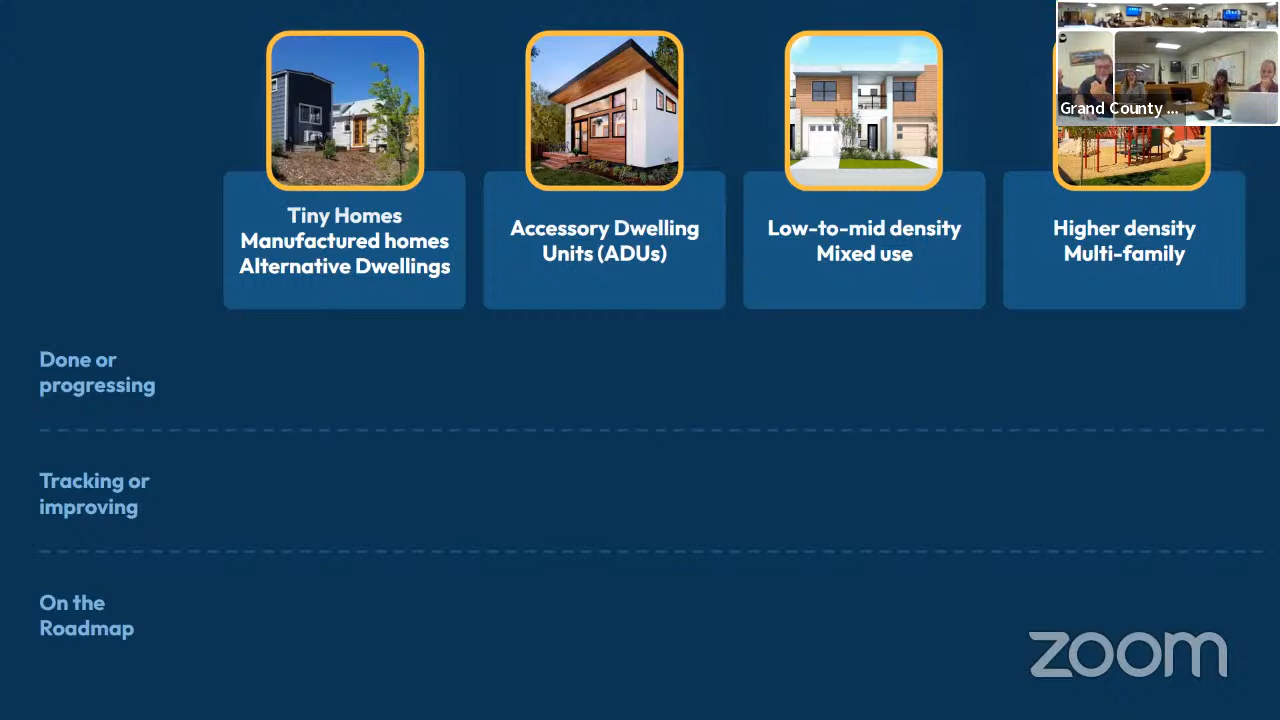 Grand County ...
Tiny Homes
Manufactured homes
Alternative Dwellings
Accessory Dwelling
Units (ADUs)
Low-to-mid density
Mixed use
Higher density
Multi-family
Done or
progressing
Tracking or
improving
On the
Roadmap
zoom